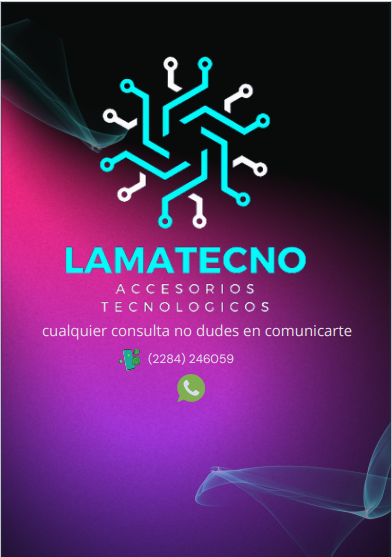 LAMATECNO
ACCESORIOS
TECNOLOGICOS
cualquier consulta no dudes en comunicarte
(2284) 246059